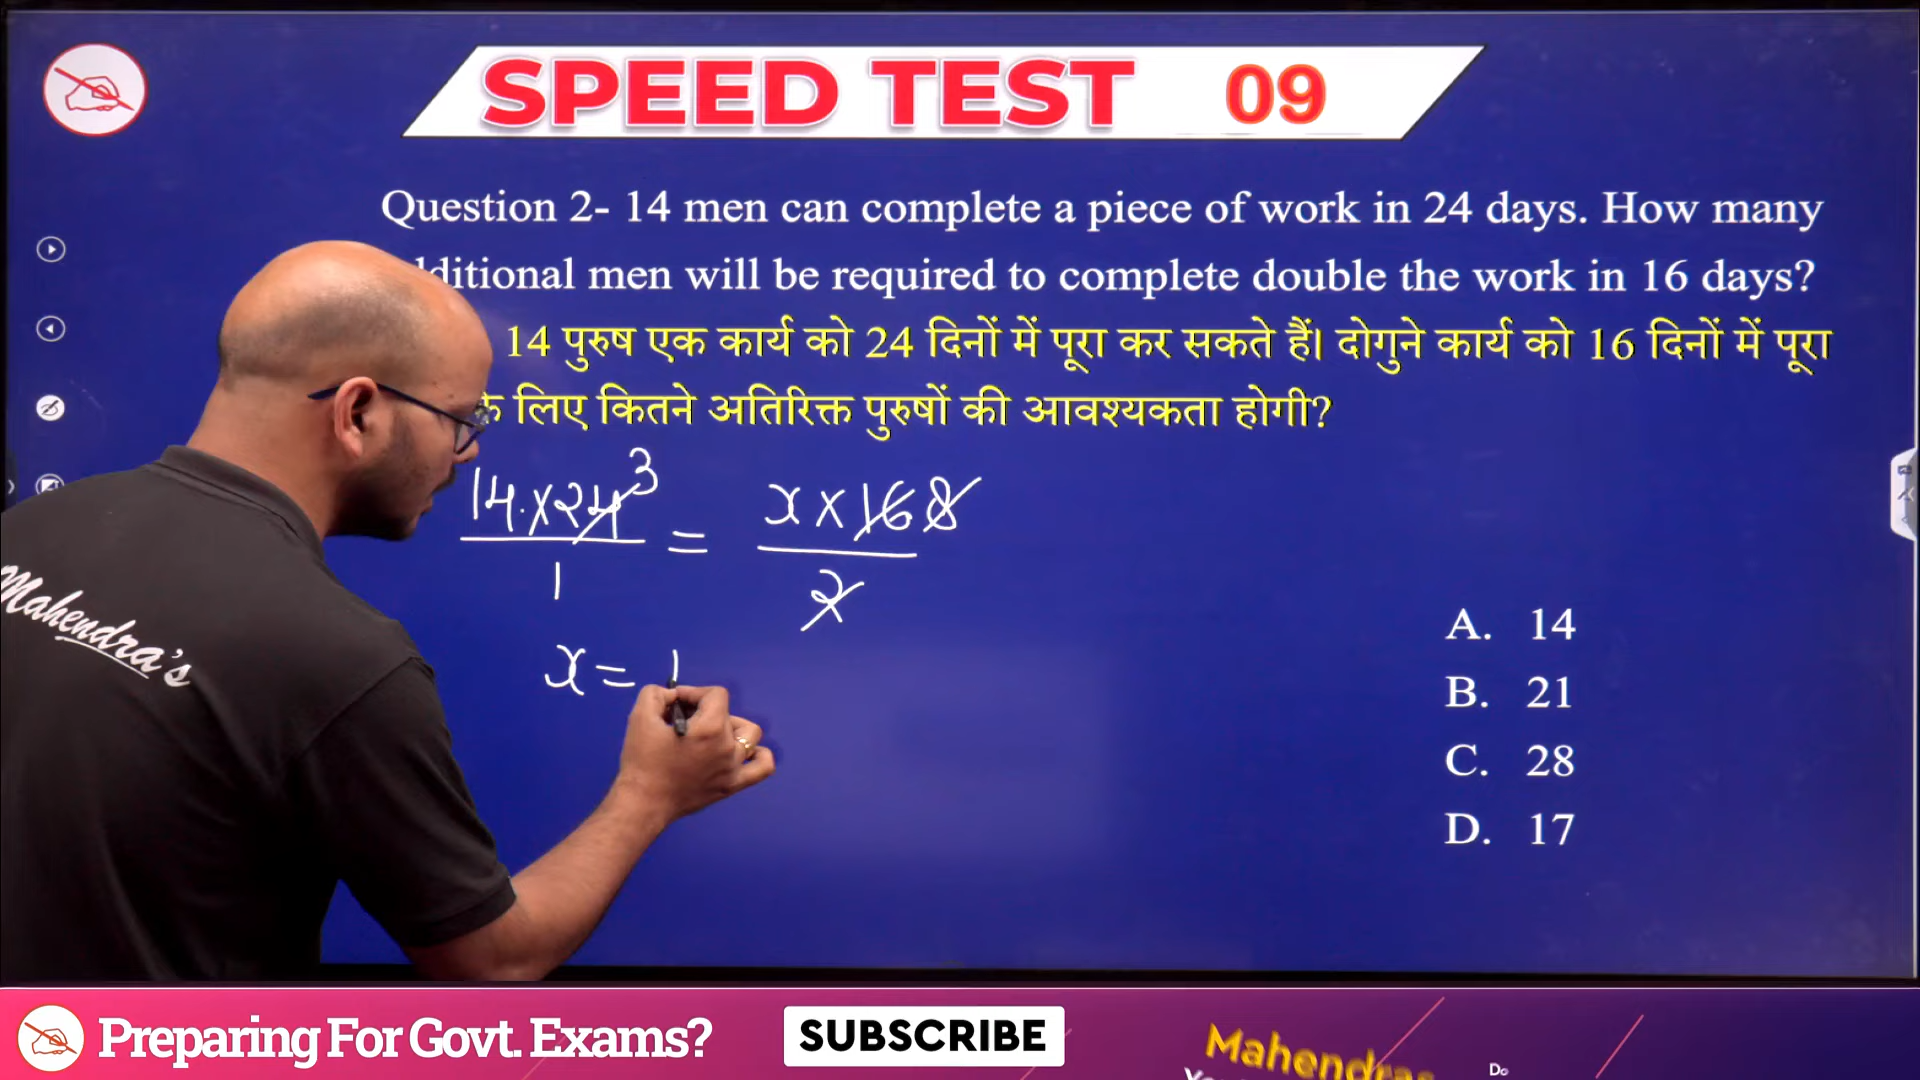 SPEED TEST 09
Question 2- 14 men can complete a piece of work in 24 days. How many
ditional men will be required to complete double the work in 16 days?
14 पुरुष एक कार्य को 24 दिनों में पूरा कर सकते हैं। दोगुने कार्य को 16 दिनों में पूरा
के लिए कितने अतिरिक्त पुरुषों की आवश्यकता होगी?
14 × 24 3 = x × 16 8
1 2
x = 1
A. 14
B. 21
C. 28
D. 17
Mahendra's
Preparing For Govt. Exams?
SUBSCRIBE
Mahendras